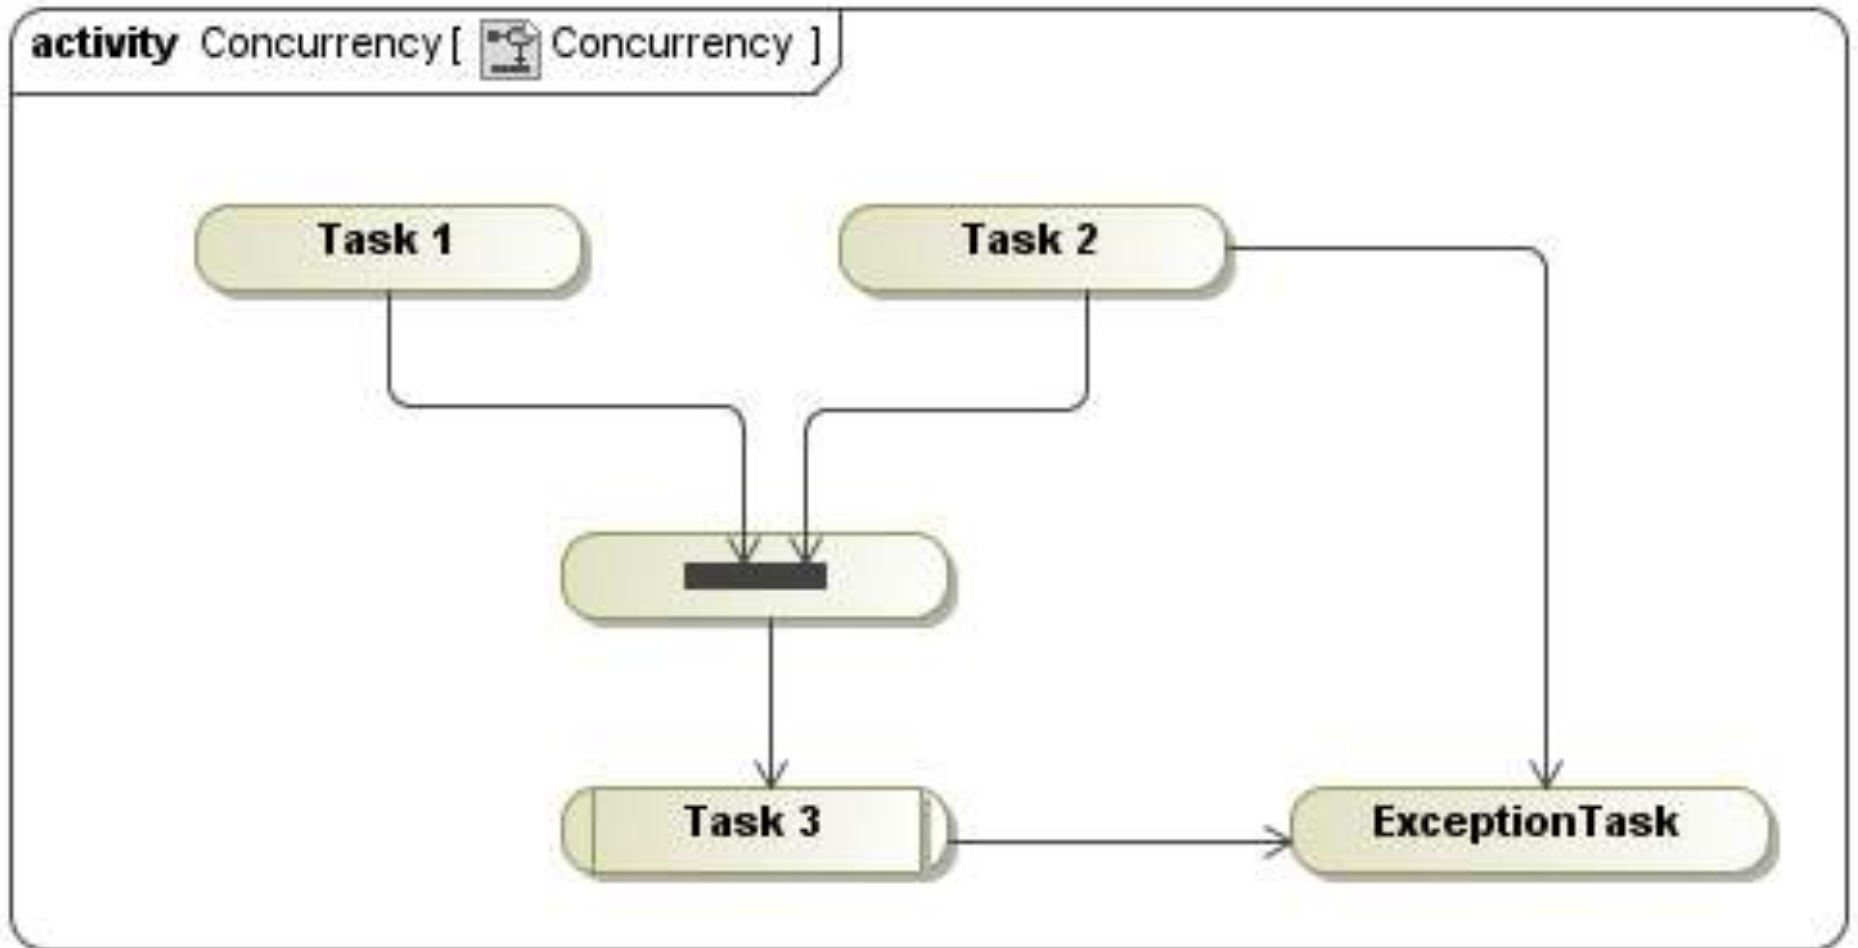 activity Concurrency [ Concurrency ]
Task 1
Task 2
Task 3
ExceptionTask